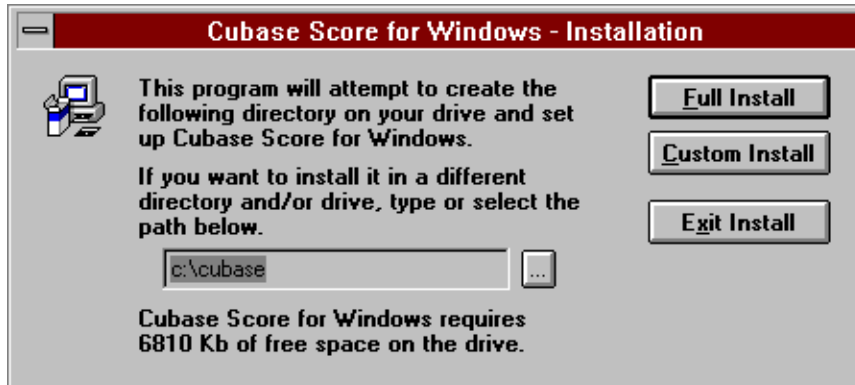 Cubase Score for Windows - Installation
This program will attempt to create the
following directory on your drive and set
up Cubase Score for Windows.
If you want to install it in a different
directory and/or drive, type or select the
path below.
c:\cubase
...
Cubase Score for Windows requires
6810 Kb of free space on the drive.
Full Install
Custom Install
Exit Install